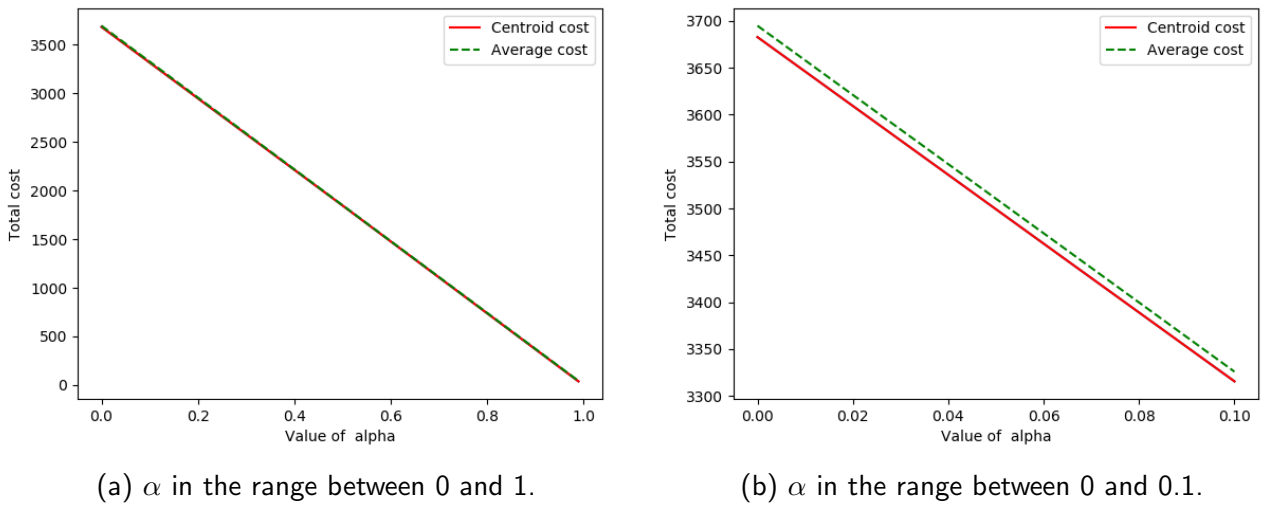 Total cost
3500
3000
2500
2000
1500
1000
500
0
Centroid cost
Average cost
0.0 0.2 0.4 0.6 0.8 1.0
Value of alpha
(a) α in the range between 0 and 1.
Total cost
3700
3650
3600
3550
3500
3450
3400
3350
3300
Centroid cost
Average cost
0.00 0.02 0.04 0.06 0.08 0.10
Value of alpha
(b) α in the range between 0 and 0.1.